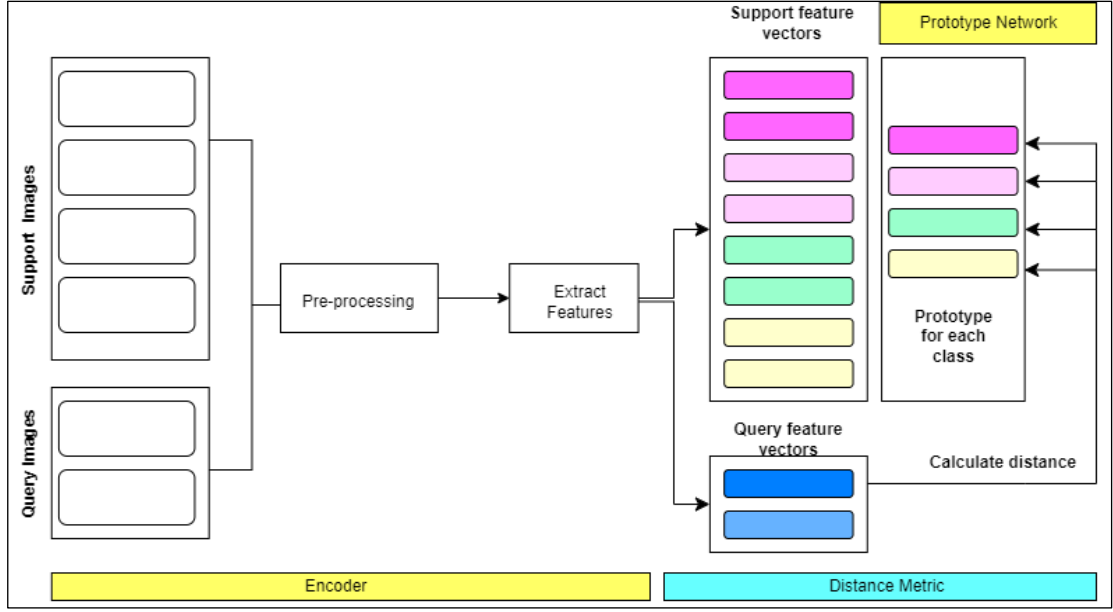 Support feature
vectors
Prototype Network
Support Images
Pre-processing
Extract
Features
Prototype
for each
class
Query Images
Query feature
vectors
Calculate distance
Encoder
Distance Metric